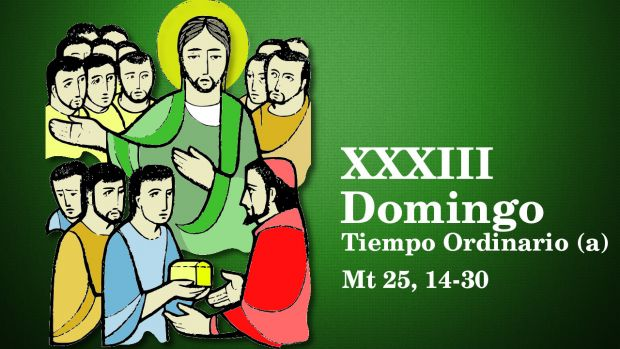 XXXIII
Domingo
Tiempo Ordinario (a)
Mt 25, 14-30